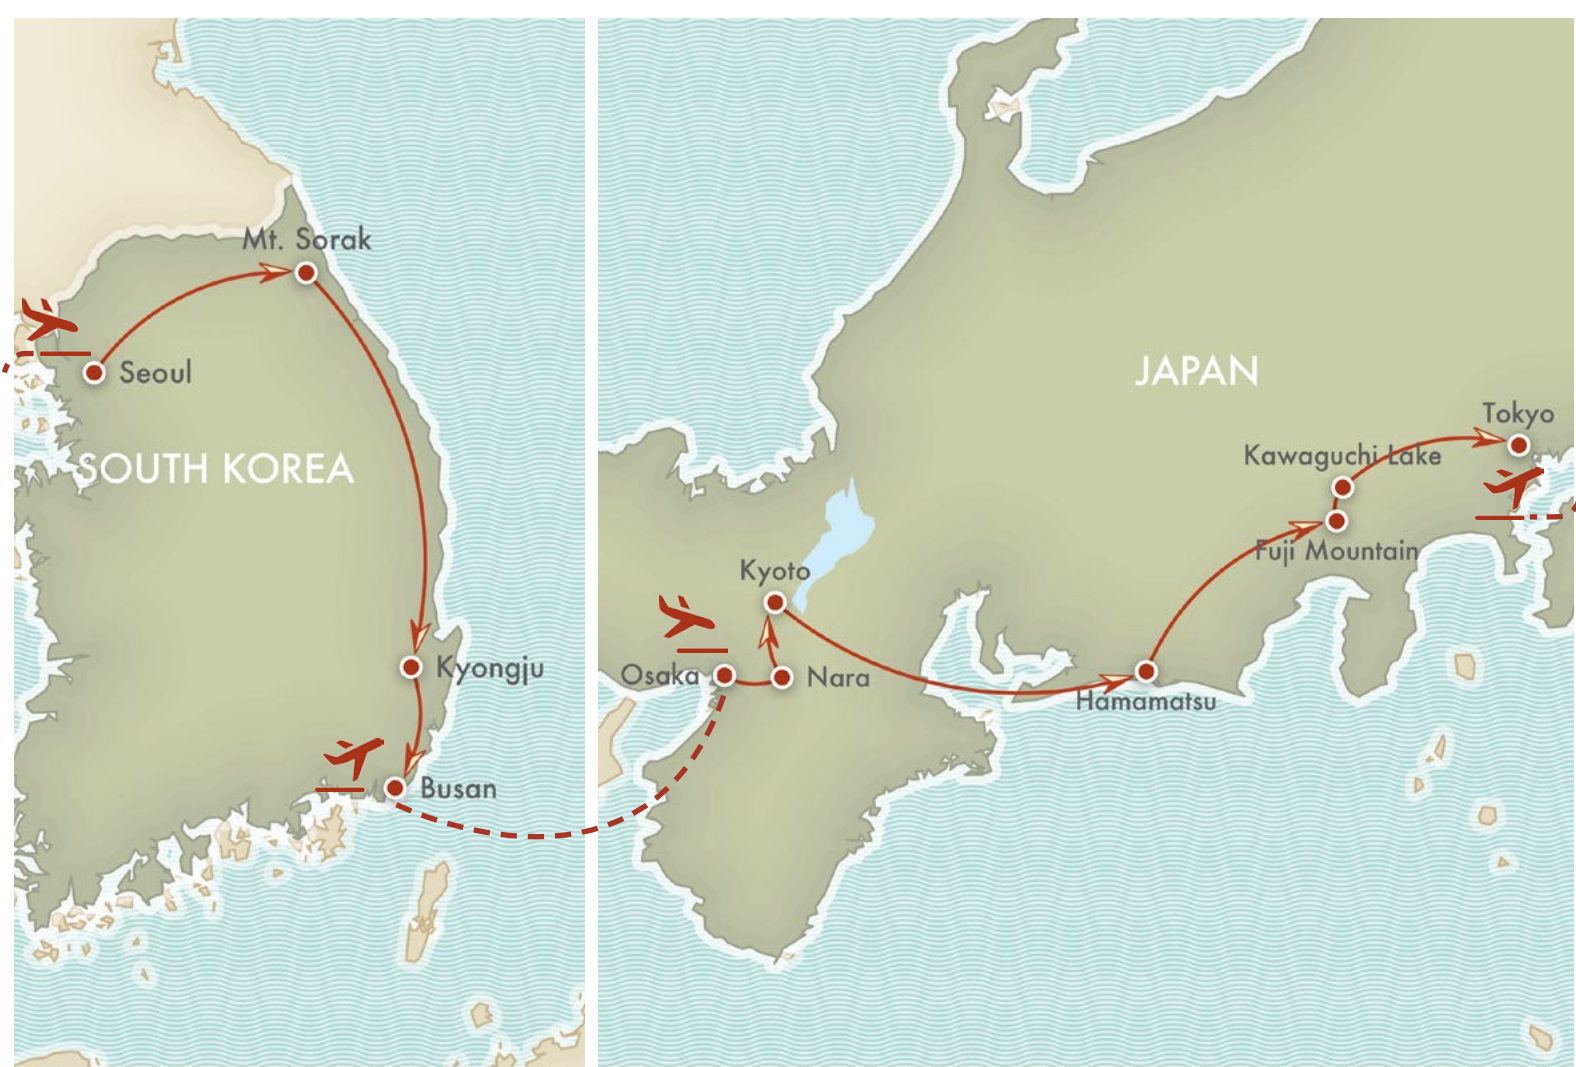 Mt. Sorak
Seoul
SOUTH KOREA
Kyongju
Busan
JAPAN
Tokyo
Kawaguchi Lake
Fuji Mountain
Kyoto
Osaka
Nara
Hamamatsu